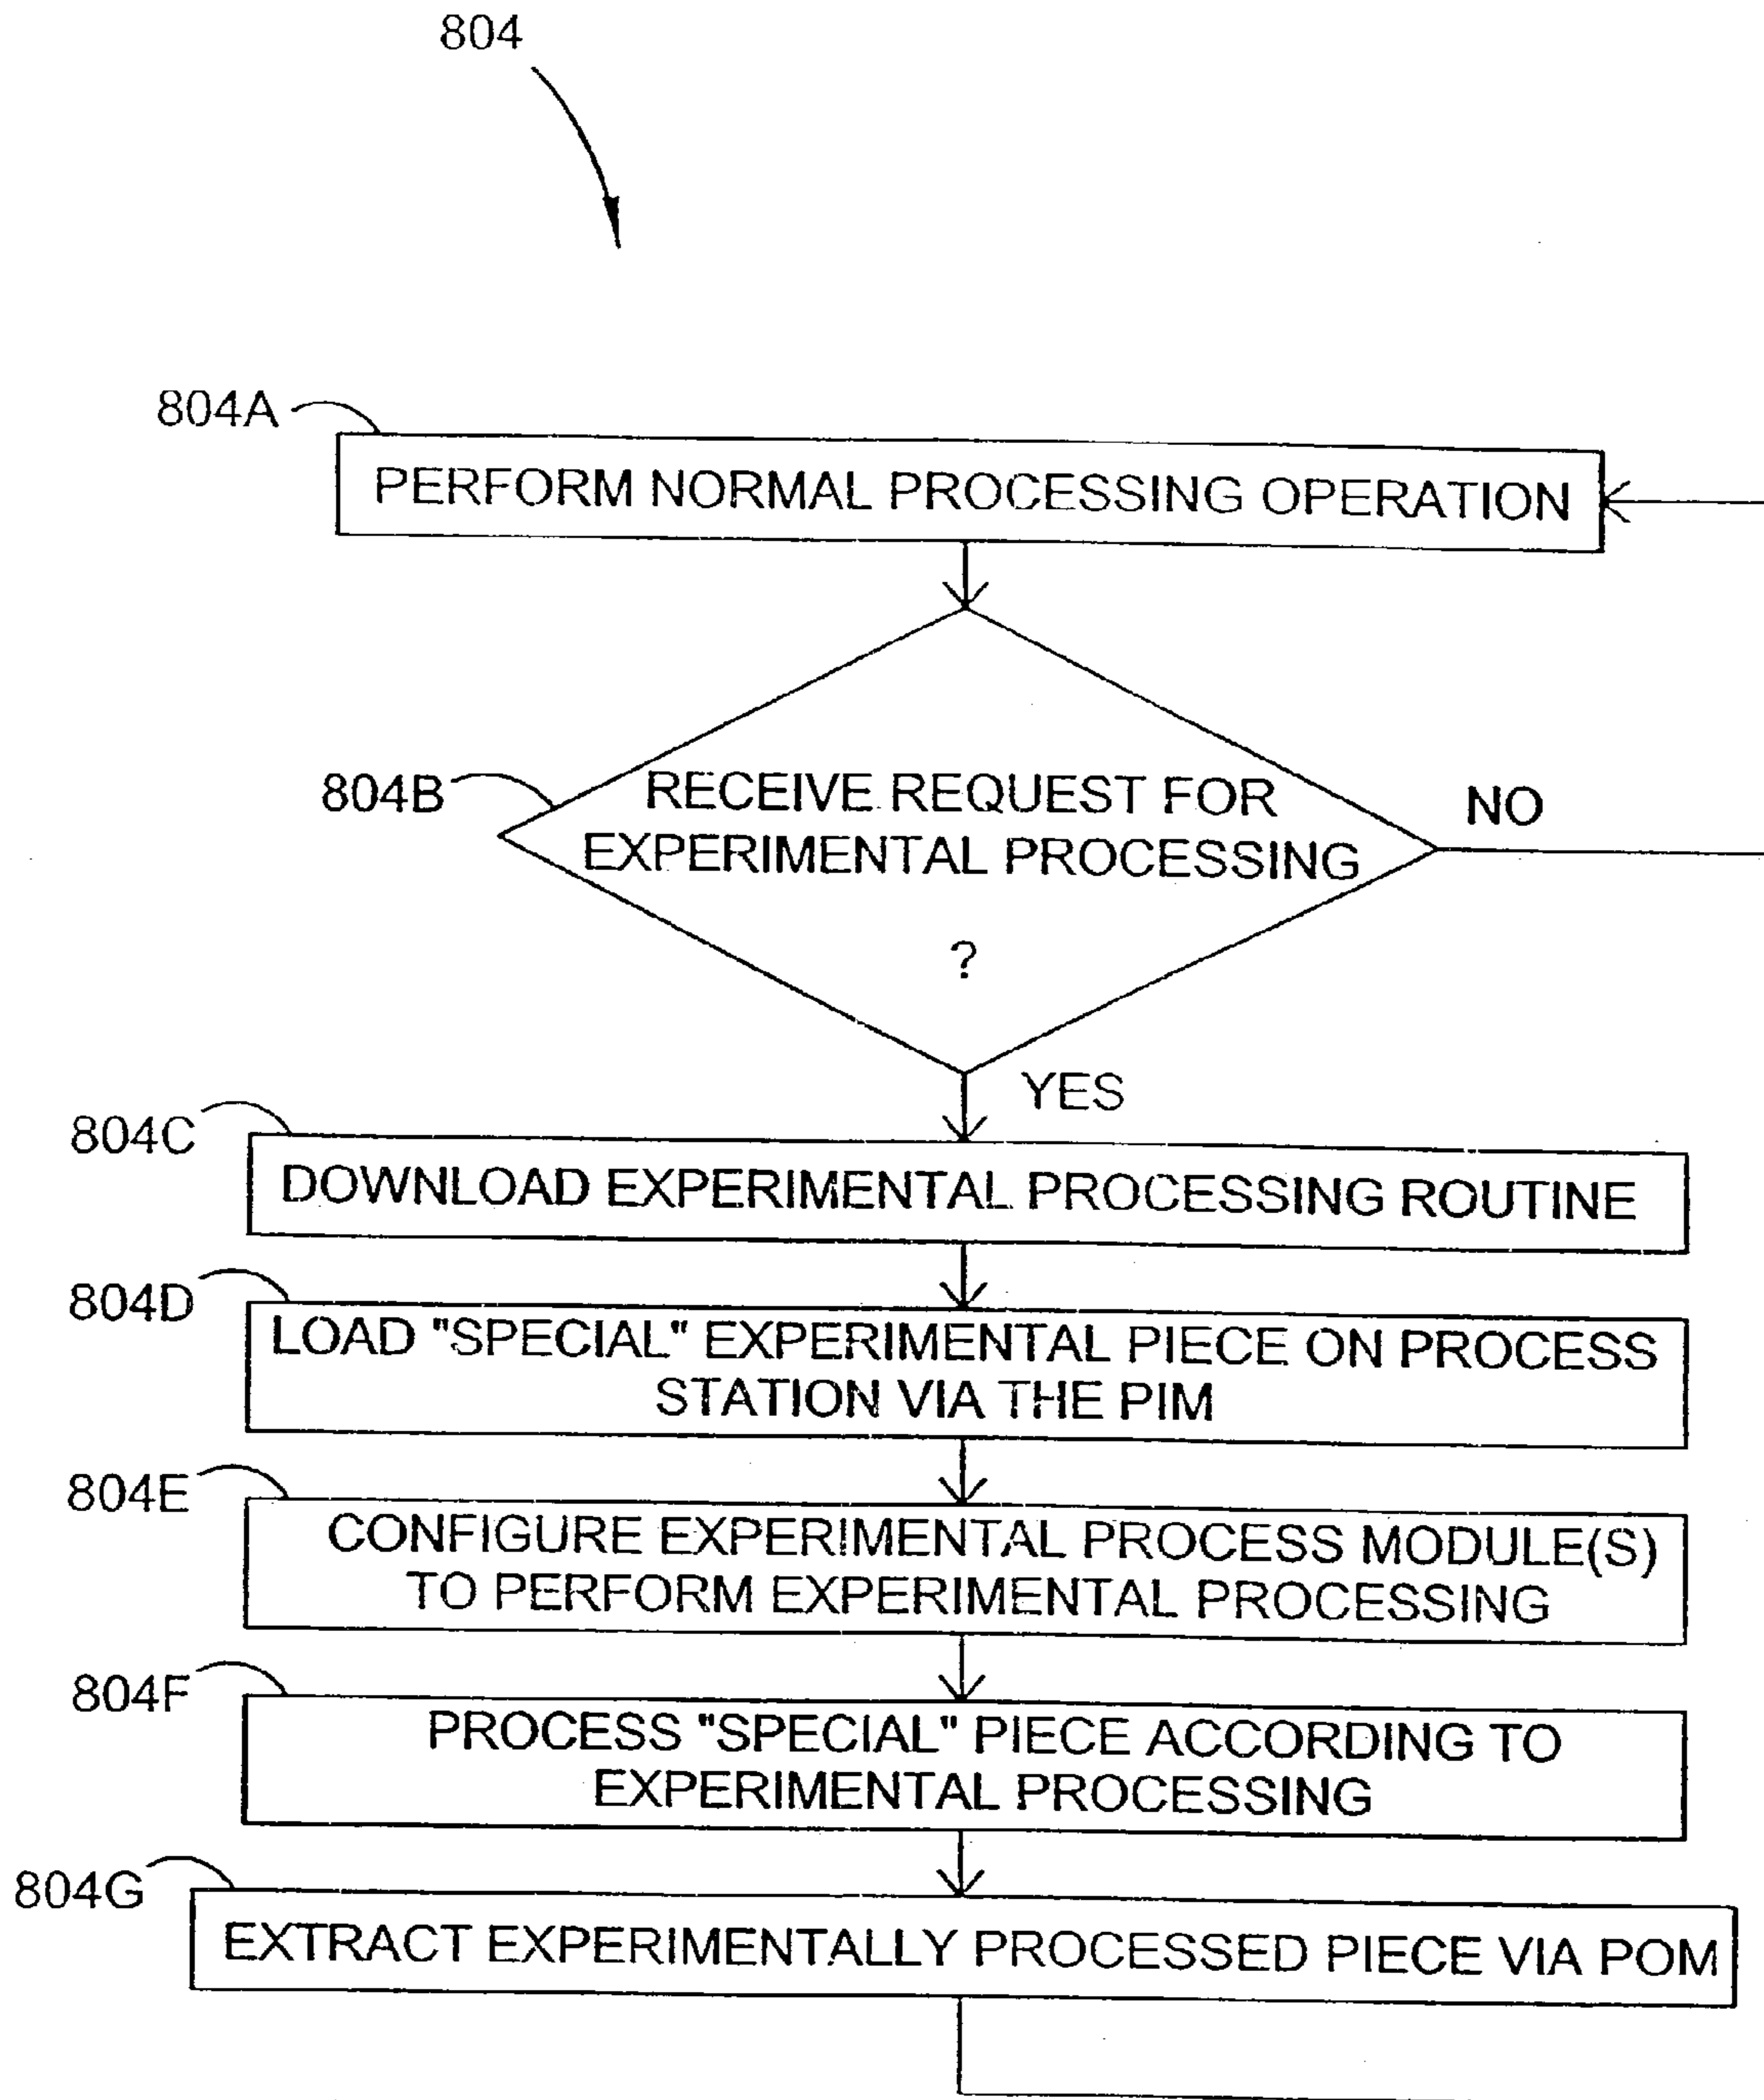 804
804A
PERFORM NORMAL PROCESSING OPERATION
804B
RECEIVE REQUEST FOR
EXPERIMENTAL PROCESSING
?
NO
YES
804C
DOWNLOAD EXPERIMENTAL PROCESSING ROUTINE
804D
LOAD "SPECIAL" EXPERIMENTAL PIECE ON PROCESS
STATION VIA THE PIM
804E
CONFIGURE EXPERIMENTAL PROCESS MODULE(S)
TO PERFORM EXPERIMENTAL PROCESSING
804F
PROCESS "SPECIAL" PIECE ACCORDING TO
EXPERIMENTAL PROCESSING
804G
EXTRACT EXPERIMENTALLY PROCESSED PIECE VIA POM